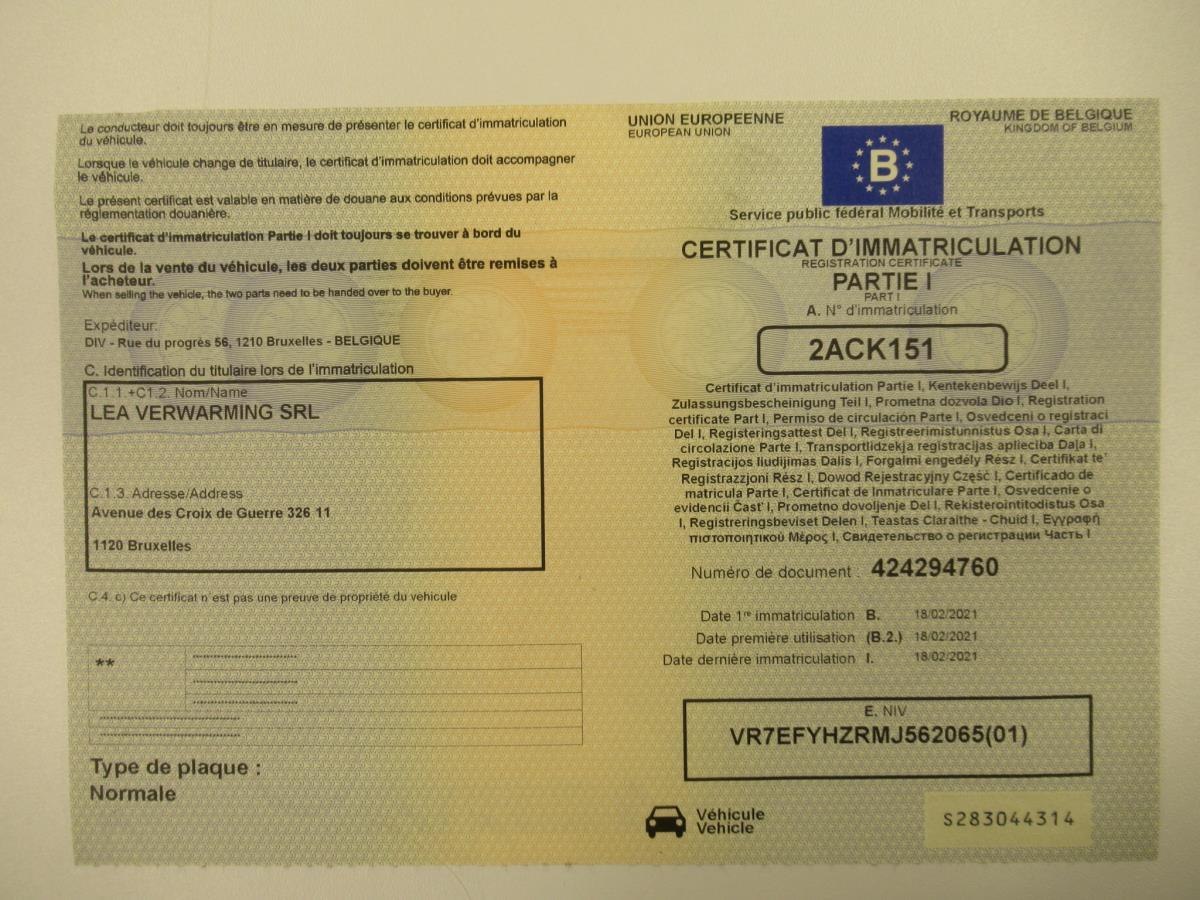 Le conducteur doit toujours être en mesure de présenter le certificat d'immatriculation
du véhicule.
Lorsque le véhicule change de titulaire, le certificat d'immatriculation doit accompagner
le véhicule.
Le présent certificat est valable en matière de douane aux conditions prévues par la
réglementation douanière.
Le certificat d'immatriculation Partie I doit toujours se trouver à bord du
véhicule.
Lors de la vente du véhicule, les deux parties doivent être remises à
l'acheteur.
When selling the vehicle, the two parts need to be handed over to the buyer.
Expéditeur:
DIV - Rue du progrès 56, 1210 Bruxelles - BELGIQUE
C. Identification du titulaire lors de l'immatriculation
C.1.1.+C1.2. Nom/Name
LEA VERWARMING SRL
C.1.3. Adresse/Address
Avenue des Croix de Guerre 326 11
1120 Bruxelles
C.4. c) Ce certificat n'est pas une preuve de propriété du vehicule
**
Type de plaque :
Normale
UNION EUROPEENNE
EUROPEAN UNION
ROYAUME DE BELGIQUE
KINGDOM OF BELGIUM
B
Service public fédéral Mobilité et Transports
CERTIFICAT D'IMMATRICULATION
REGISTRATION CERTIFICATE
PARTIE I
PART I
A. N° d'immatriculation
2ACK151
Certificat d'immatriculation Partie I, Kentekenbewijs Deel I,
Zulassungsbescheinigung Teil I, Prometna dozvola Dio I, Registration
certificate Part I, Permiso de circulación Parte I, Osvedceni o registraci
Del I, Registeringsattest Del I, Registreerimistunnistus Osa I, Carta di
circolazione Parte I, Transportlidzekja registracijas aplieciba Daļa I,
Registracijos liudijimas Dalis I, Forgalmi engedély Rész I, Certifikat te'
Registrazzjoni Rész I, Dowod Rejestracyjny Część I, Certificado de
matricula Parte I, Certificat de Inmatriculare Parte I, Osvedcenie o
evidencii Cast' I, Prometno dovoljenje Del I, Rekisterointitodistus Osa
I, Registreringsbeviset Delen I, Teastas Claraithe - Chuid I, Εγγραφή
πιστοποιητικού Μέρος I, Свидетельство о регистрации Часть I
Numéro de document : 424294760
Date 1re immatriculation B. 18/02/2021
Date première utilisation (B.2.) 18/02/2021
Date dernière immatriculation I. 18/02/2021
E. NIV
VR7EFYHZRMJ562065(01)
Véhicule
Vehicle
S283044314